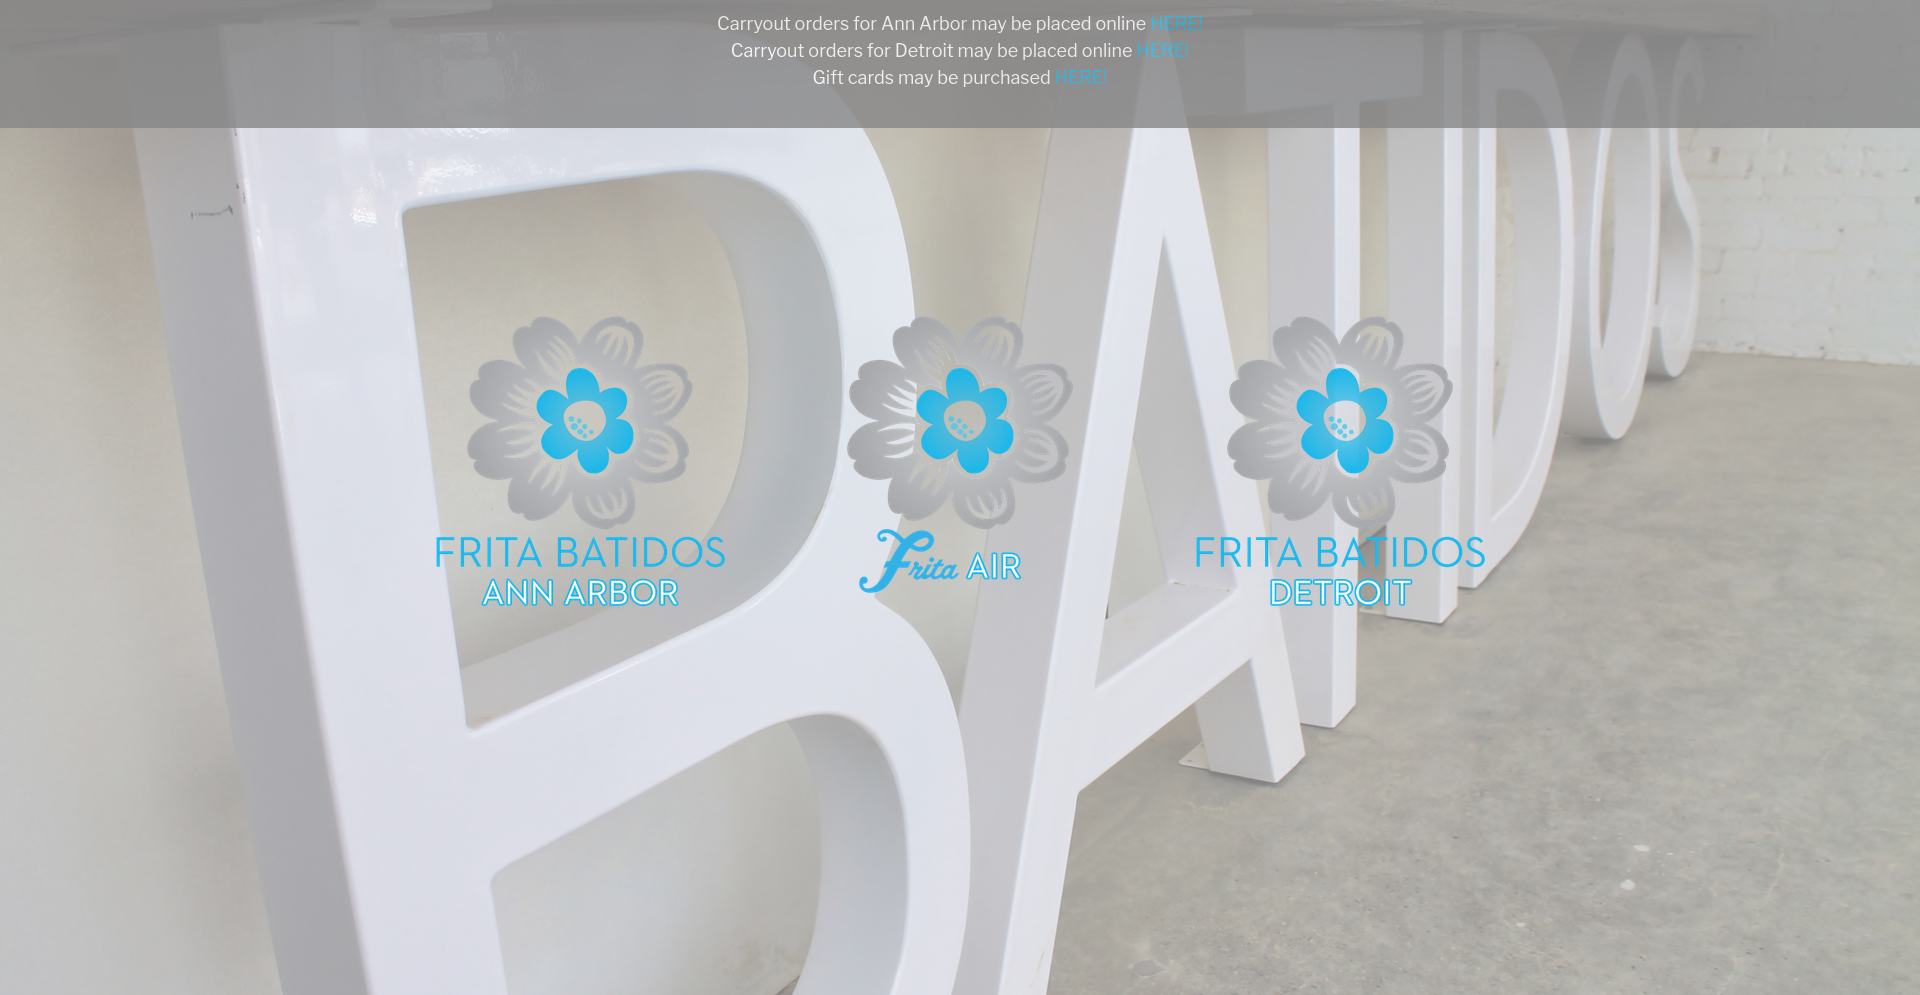 Carryout orders for Ann Arbor may be placed online HERE!
Carryout orders for Detroit may be placed online HERE!
Gift cards may be purchased HERE!
BATIDOS
FRITA BATIDOS
ANN ARBOR
Frita AIR
FRITA BATIDOS
DETROIT